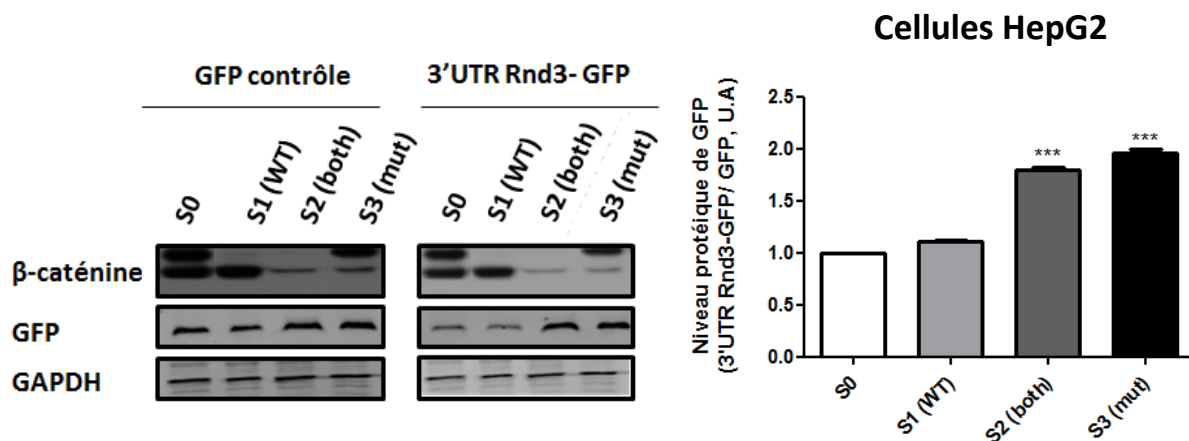 Cellules HepG2
GFP contrôle
3'UTR Rnd3- GFP
S0
S1 (WT)
S2 (both)
S3 (mut)
S0
S1 (WT)
S2 (both)
S3 (mut)
β-caténine
GFP
GAPDH
Niveau protéique de GFP
(3'UTR Rnd3-GFP/ GFP, U.A)
2.5
2.0
1.5
1.0
0.5
0.0
***
***
S0
S1 (WT)
S2 (both)
S3 (mut)